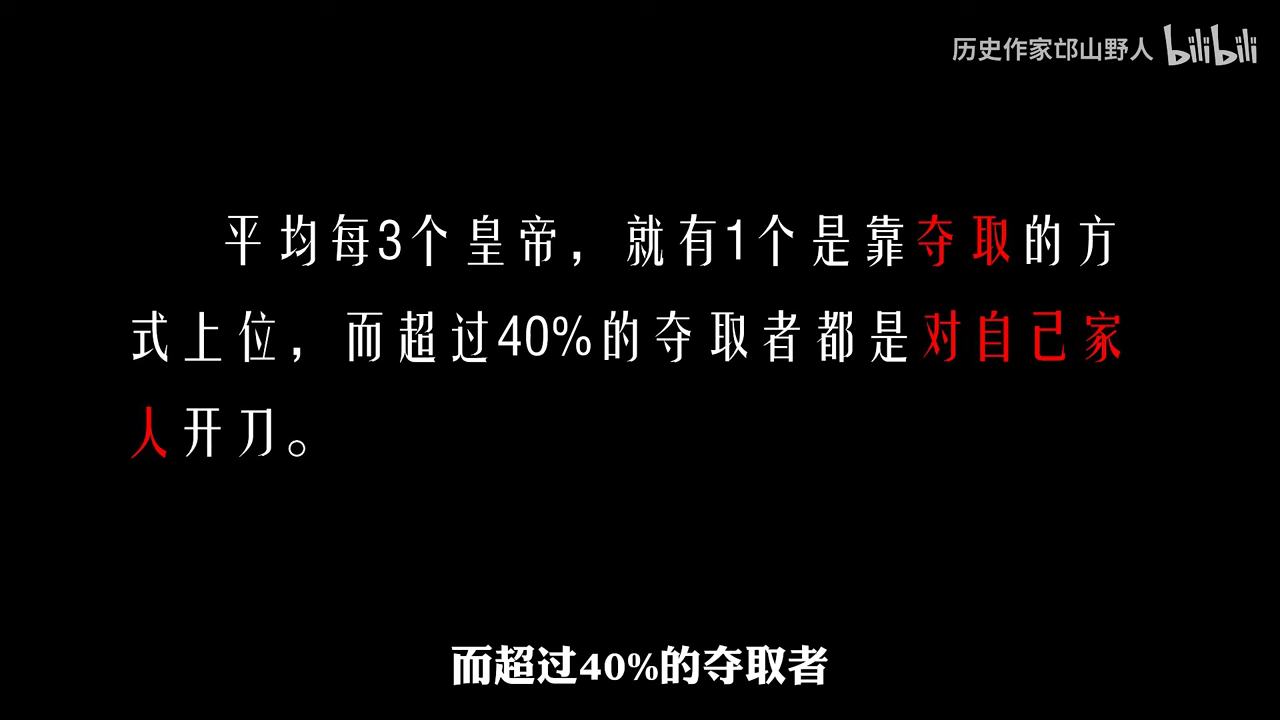 历史作家邙山野人 bilibili
平均每3个皇帝，就有1个是靠夺取的方
式上位，而超过40%的夺取者都是对自己家
人开刀。
而超过40%的夺取者